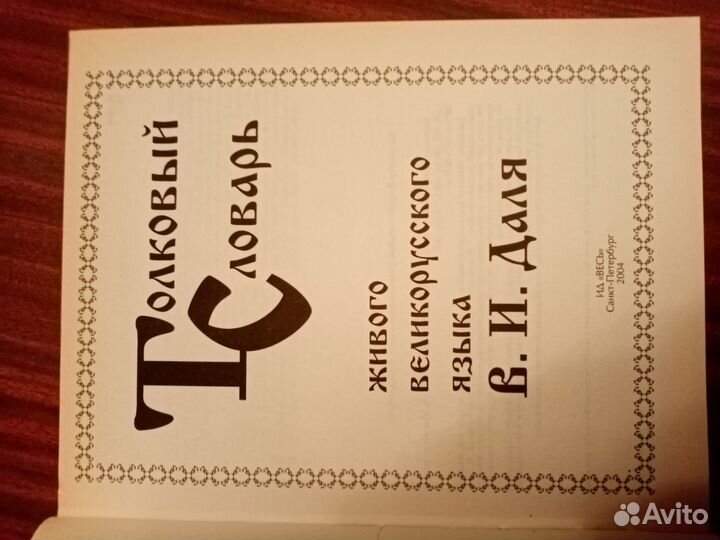 Толковый
Словарь
живого
великорусского
языка
В. И. Даля
ИД «ВЕСЬ»
Санкт-Петербург
2004
Avito